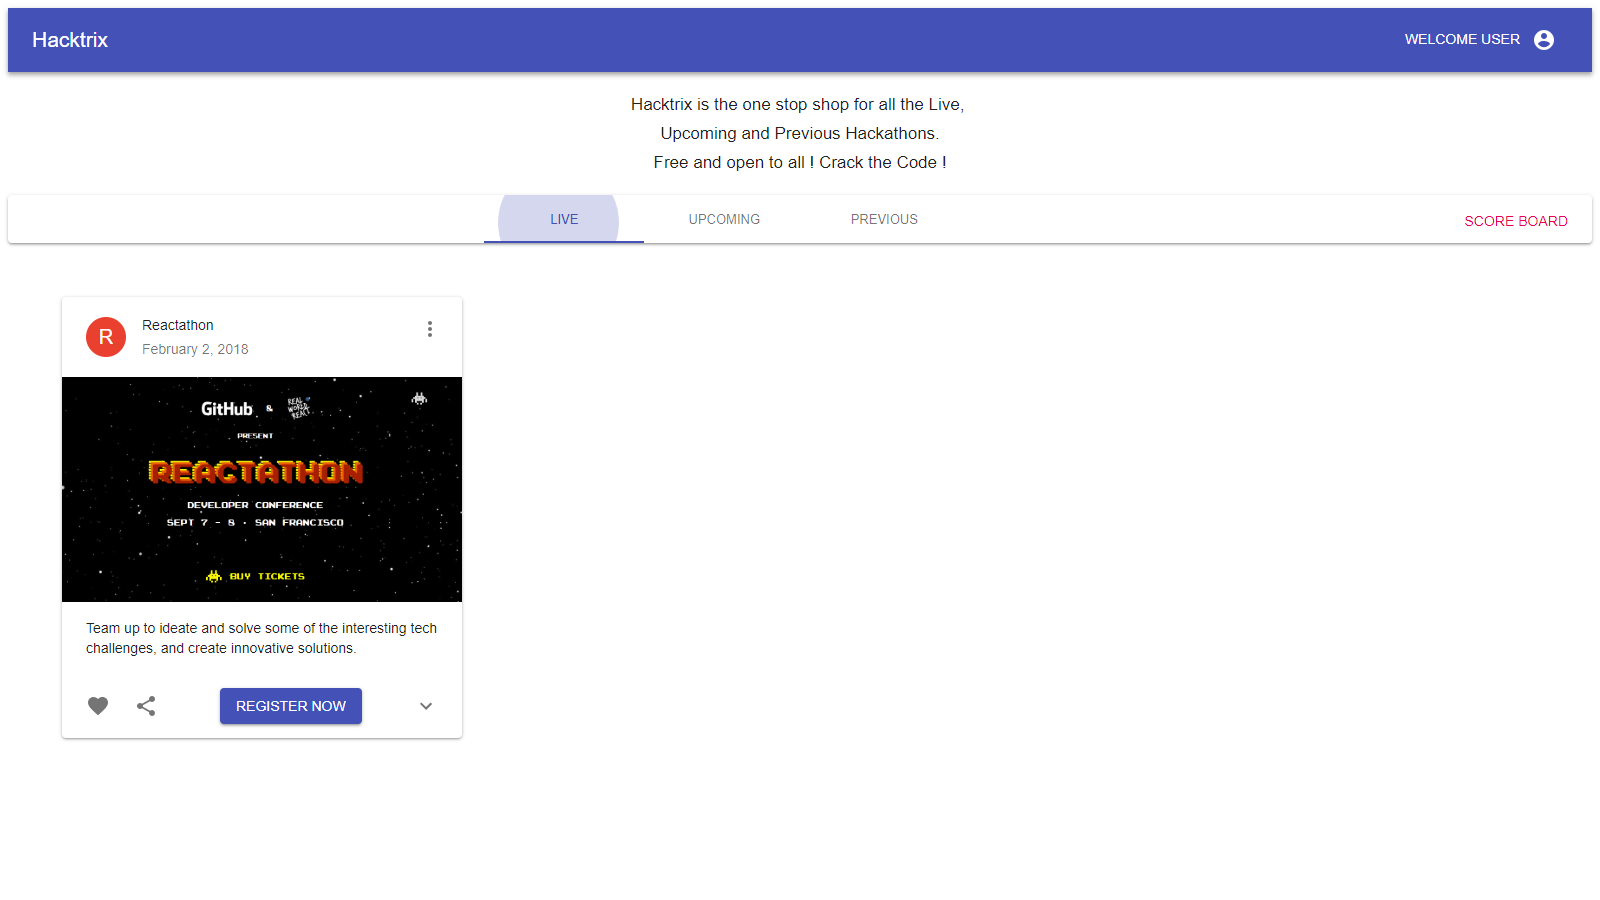 Hacktrix
WELCOME USER
Hacktrix is the one stop shop for all the Live,
Upcoming and Previous Hackathons.
Free and open to all ! Crack the Code !
LIVE
UPCOMING
PREVIOUS
SCORE BOARD
R
Reactathon
February 2, 2018
GitHub & REAL WORLD REACT
PRESENT
REACTATHON
DEVELOPER CONFERENCE
SEPT 7 - 8 · SAN FRANCISCO
BUY TICKETS
Team up to ideate and solve some of the interesting tech
challenges, and create innovative solutions.
REGISTER NOW